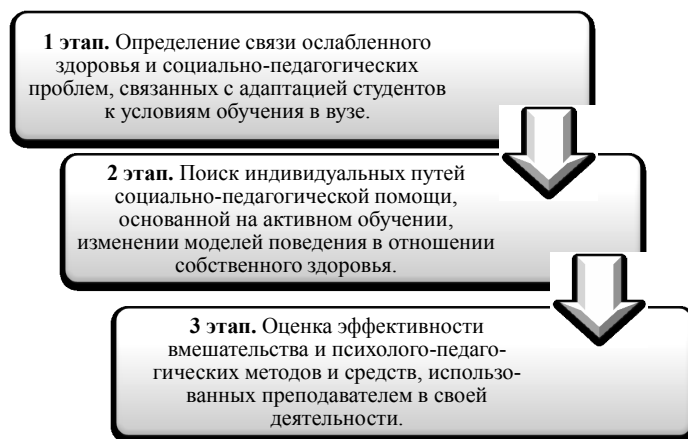 1 этап. Определение связи ослабленного
здоровья и социально-педагогических
проблем, связанных с адаптацией студентов
к условиям обучения в вузе.
2 этап. Поиск индивидуальных путей
социально-педагогической помощи,
основанной на активном обучении,
изменении моделей поведения в отношении
собственного здоровья.
3 этап. Оценка эффективности
вмешательства и психолого-педаго-
гических методов и средств, использо-
ванных преподавателем в своей
деятельности.